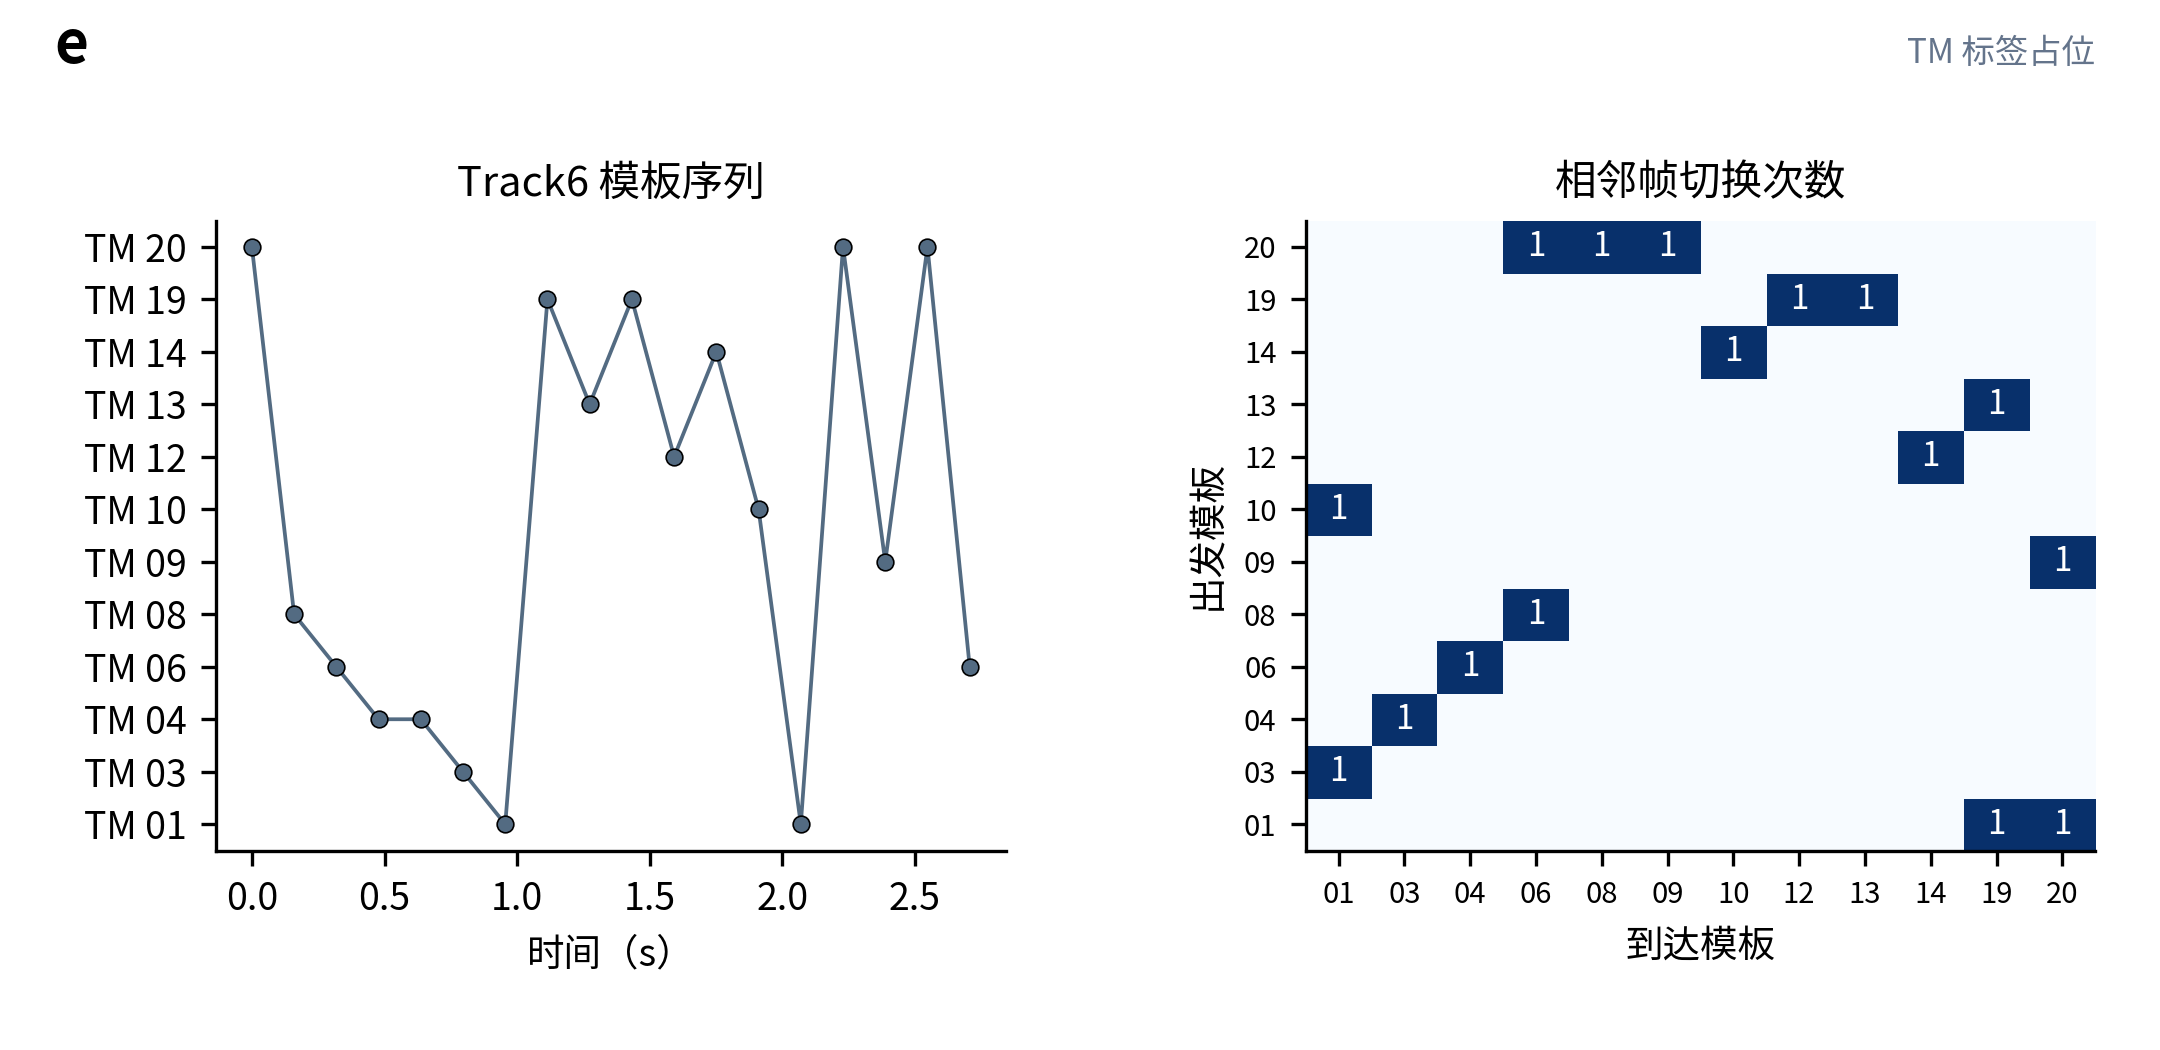 e
TM 标签占位
Track6 模板序列
TM 20
TM 19
TM 14
TM 13
TM 12
TM 10
TM 09
TM 08
TM 06
TM 04
TM 03
TM 01
0.0 0.5 1.0 1.5 2.0 2.5
时间（s）
相邻帧切换次数
出发模板
20 1 1 1
19 1 1
14 1
13 1
12 1
10 1
09 1
08 1
06 1
04 1
03 1
01 1 1
01 03 04 06 08 09 10 12 13 14 19 20
到达模板